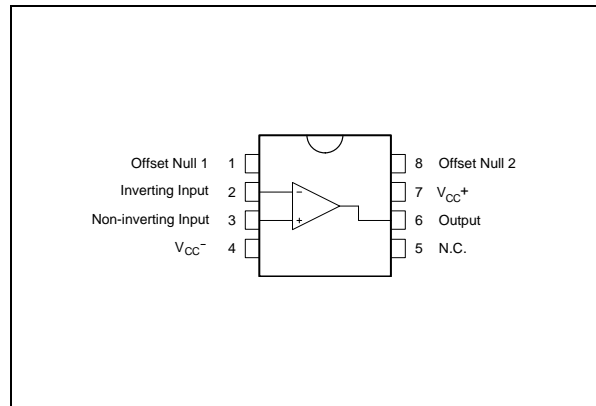 Offset Null 1 1 8 Offset Null 2
Inverting Input 2 − 7 VCC+
Non-inverting Input 3 + 6 Output
VCC− 4 5 N.C.